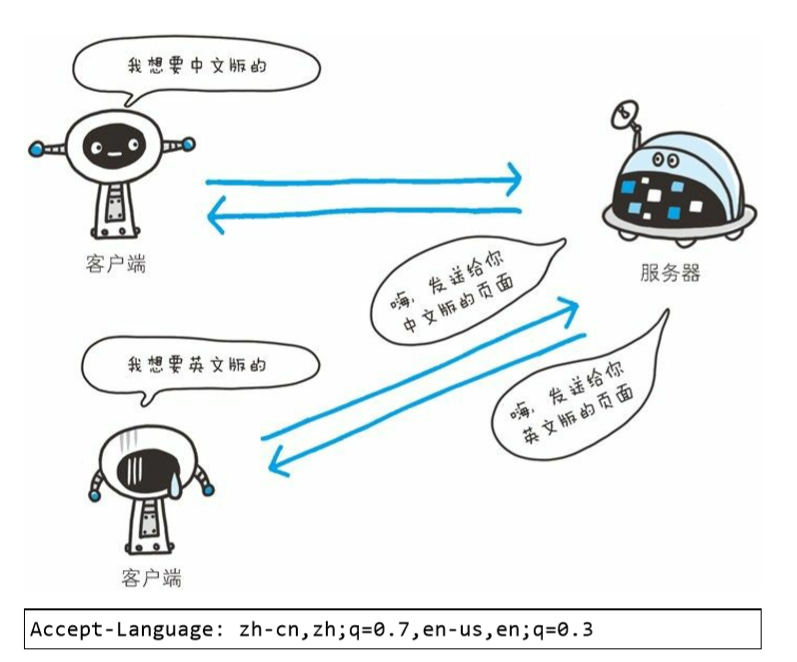 我想要中文版的
客户端
服务器
嗨，发送给你
中文版的页面
我想要英文版的
嗨，发送给你
英文版的页面
客户端
Accept-Language: zh-cn,zh;q=0.7,en-us,en;q=0.3